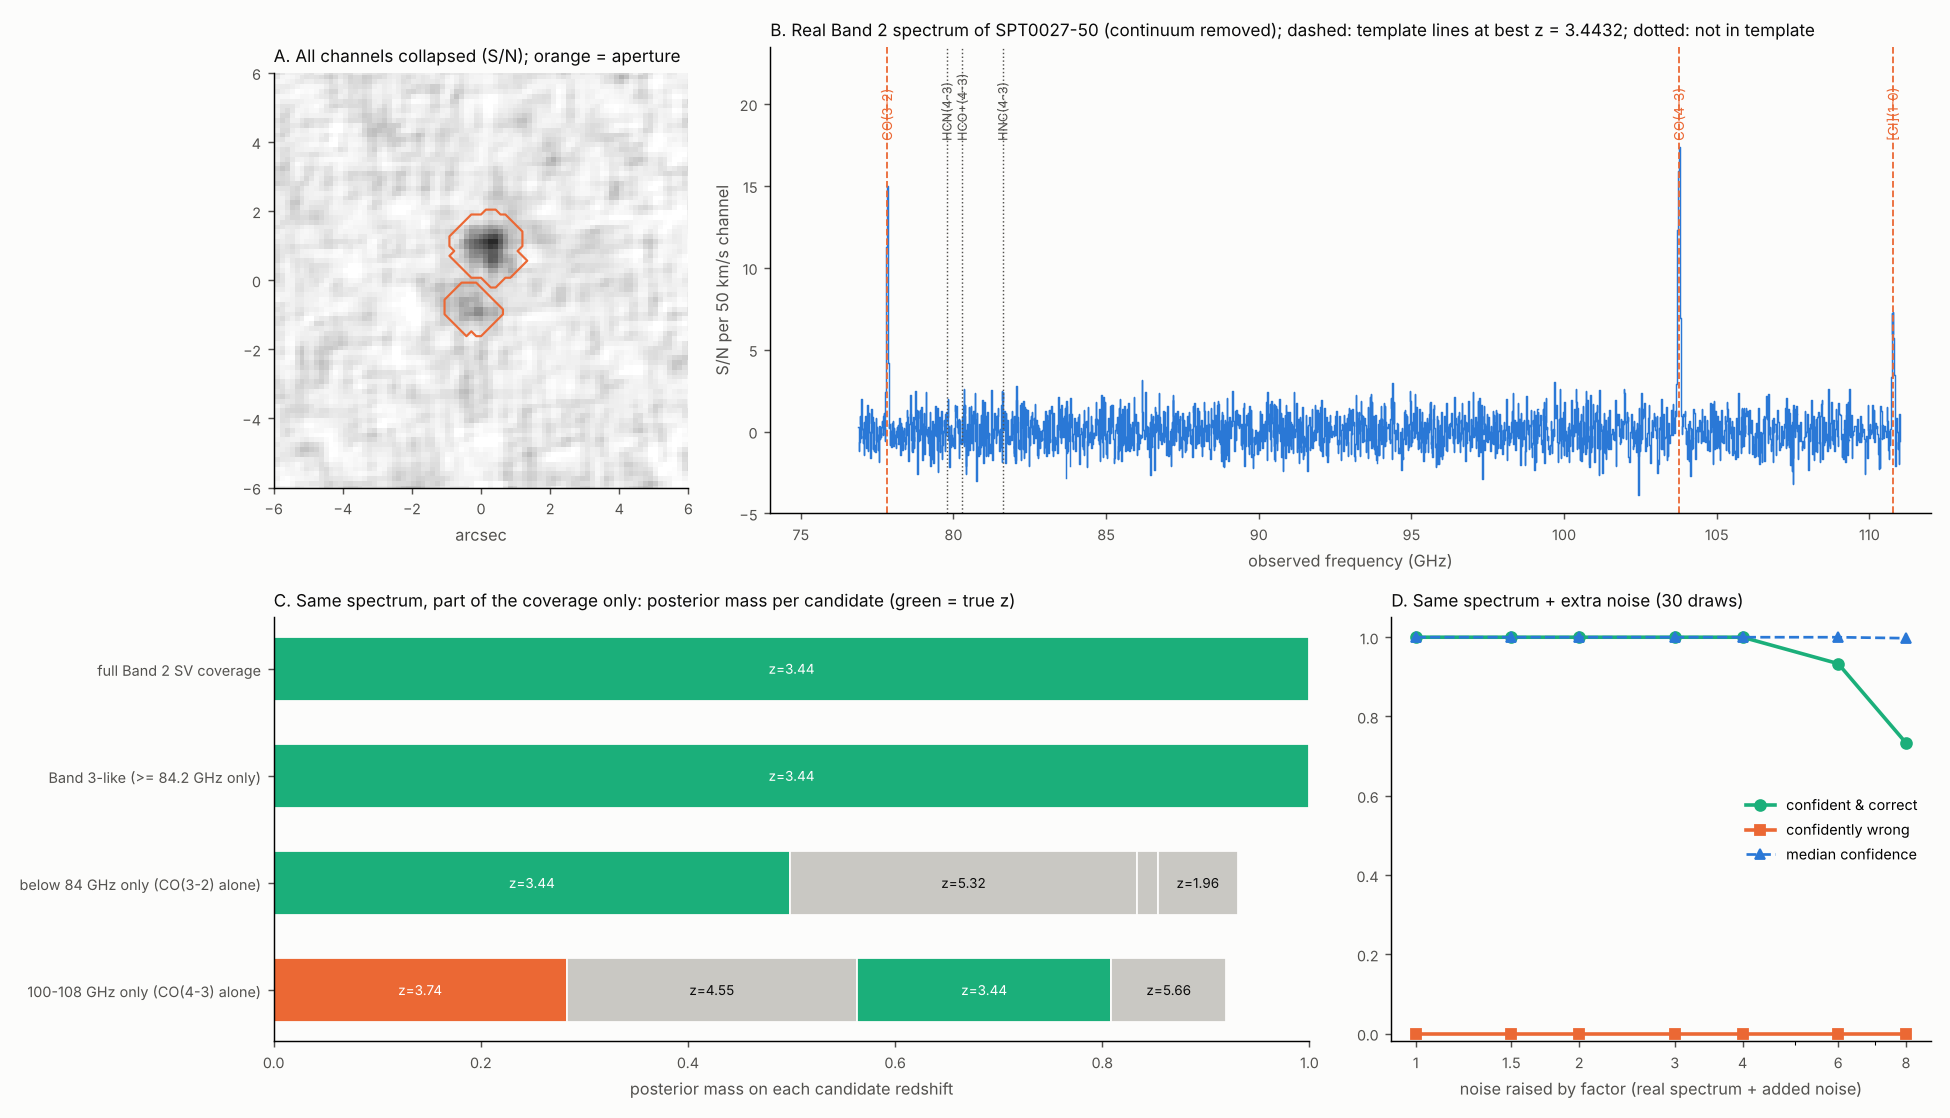 A. All channels collapsed (S/N); orange = aperture
6
4
2
0
−2
−4
−6
−6 −4 −2 0 2 4 6
arcsec
B. Real Band 2 spectrum of SPT0027-50 (continuum removed); dashed: template lines at best z = 3.4432; dotted: not in template
S/N per 50 km/s channel
20
15
10
5
0
−5
CO(3-2)
HCN(4-3)
HCO+(4-3)
HNC(4-3)
CO(4-3)
[CI](1-0)
75 80 85 90 95 100 105 110
observed frequency (GHz)
C. Same spectrum, part of the coverage only: posterior mass per candidate (green = true z)
full Band 2 SV coverage
z=3.44
Band 3-like (>= 84.2 GHz only)
z=3.44
below 84 GHz only (CO(3-2) alone)
z=3.44 z=5.32 z=1.96
100-108 GHz only (CO(4-3) alone)
z=3.74 z=4.55 z=3.44 z=5.66
0.0 0.2 0.4 0.6 0.8 1.0
posterior mass on each candidate redshift
D. Same spectrum + extra noise (30 draws)
1.0
0.8
0.6
0.4
0.2
0.0
confident & correct
confidently wrong
median confidence
1 1.5 2 3 4 6 8
noise raised by factor (real spectrum + added noise)